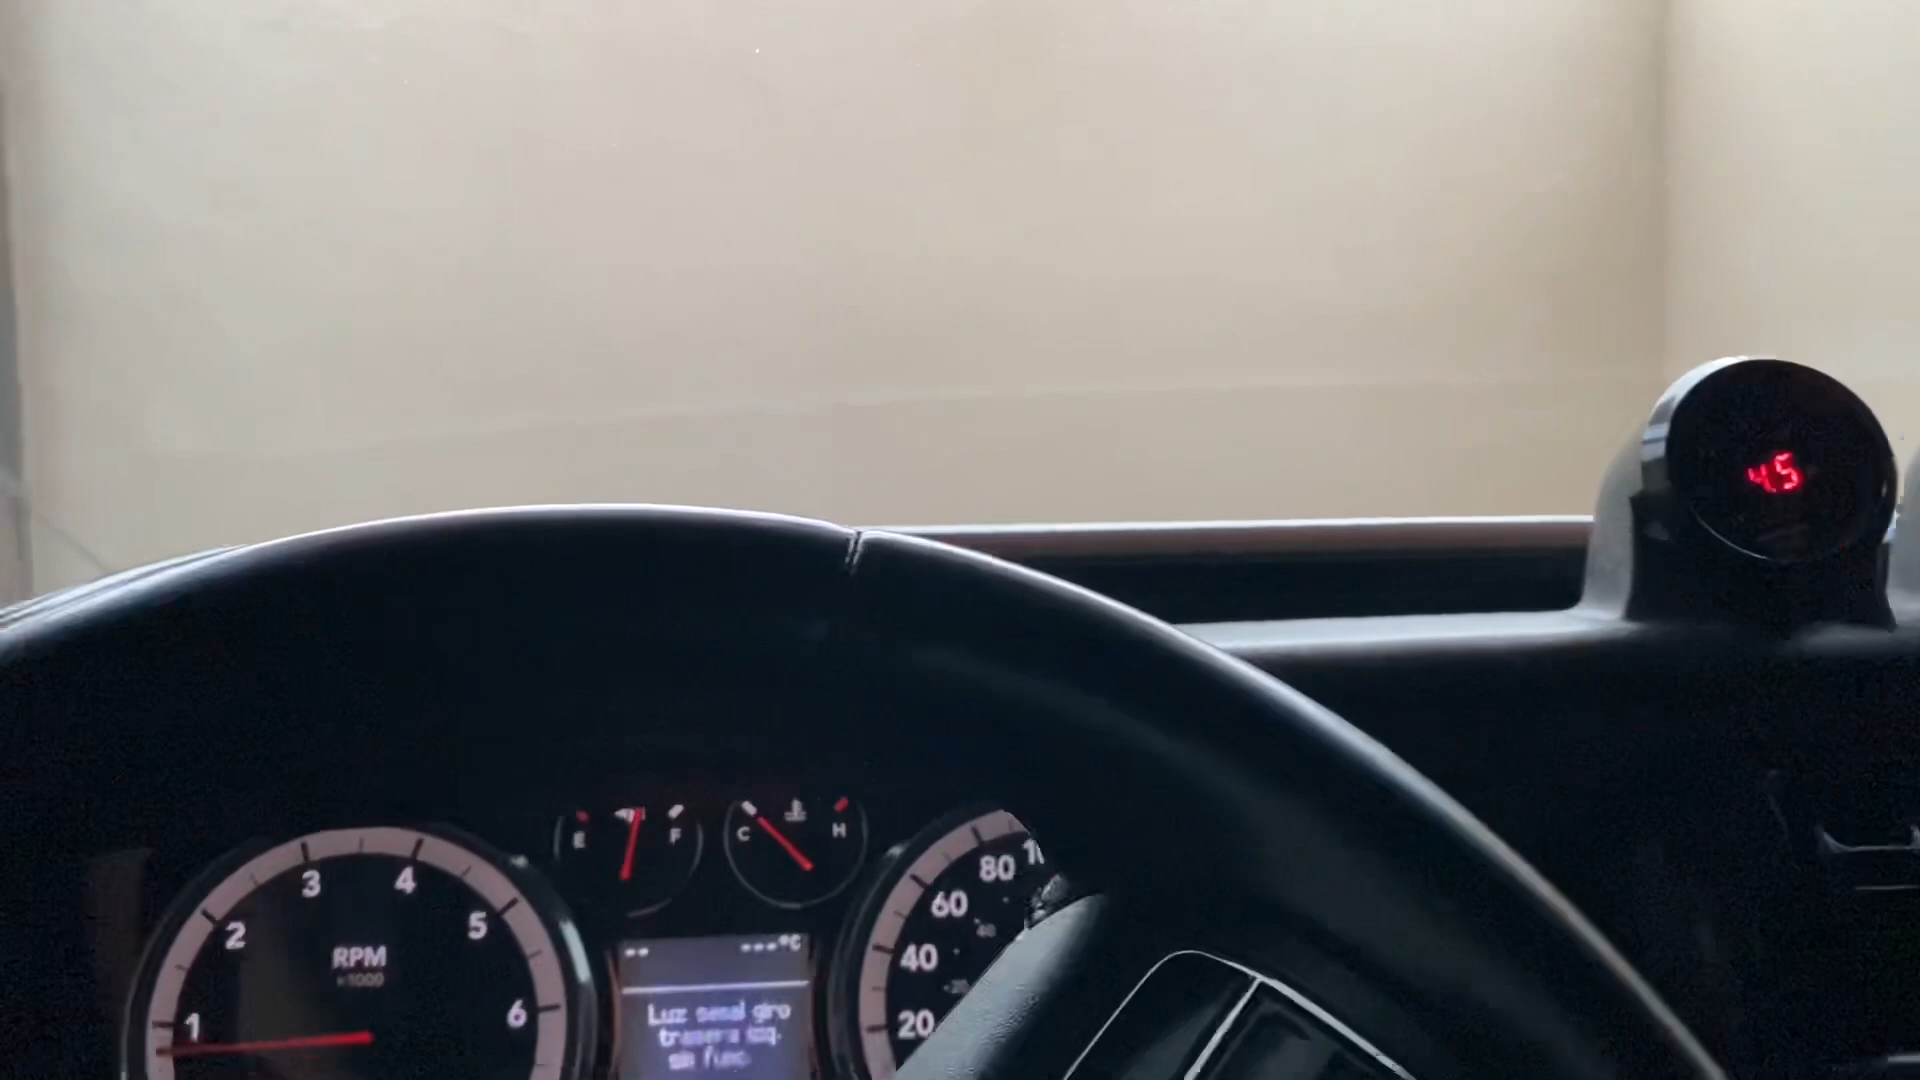 45
E F
C H
1 2 3 4 5 6
RPM
x1000
20 40 60 80
-- ---°C
Luz senal giro
trasera izq.
sin func.